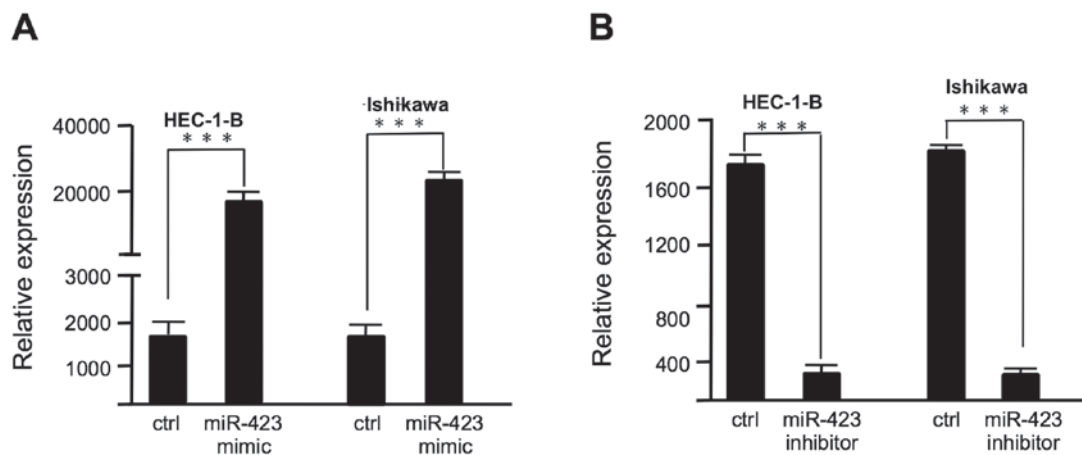 A
Relative expression
40000
20000
3000
2000
1000
HEC-1-B
***
Ishikawa
***
ctrl
miR-423
mimic
ctrl
miR-423
mimic
B
Relative expression
2000
1600
1200
800
400
HEC-1-B
***
Ishikawa
***
ctrl
miR-423
inhibitor
ctrl
miR-423
inhibitor